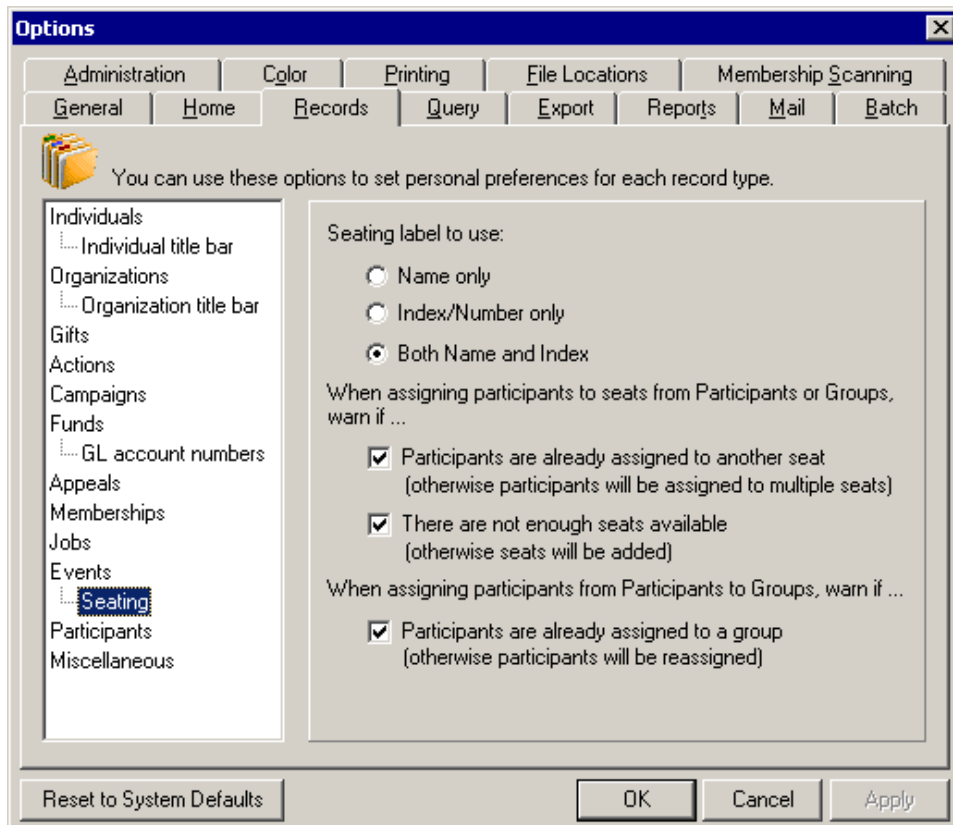 Options
Administration
Color
Printing
File Locations
Membership Scanning
General
Home
Records
Query
Export
Reports
Mail
Batch
You can use these options to set personal preferences for each record type.
Individuals
Individual title bar
Organizations
Organization title bar
Gifts
Actions
Campaigns
Funds
GL account numbers
Appeals
Memberships
Jobs
Events
Seating
Participants
Miscellaneous
Seating label to use:
Name only
Index/Number only
Both Name and Index
When assigning participants to seats from Participants or Groups,
warn if ...
Participants are already assigned to another seat
(otherwise participants will be assigned to multiple seats)
There are not enough seats available
(otherwise seats will be added)
When assigning participants from Participants to Groups, warn if ...
Participants are already assigned to a group
(otherwise participants will be reassigned)
Reset to System Defaults
OK
Cancel
Apply